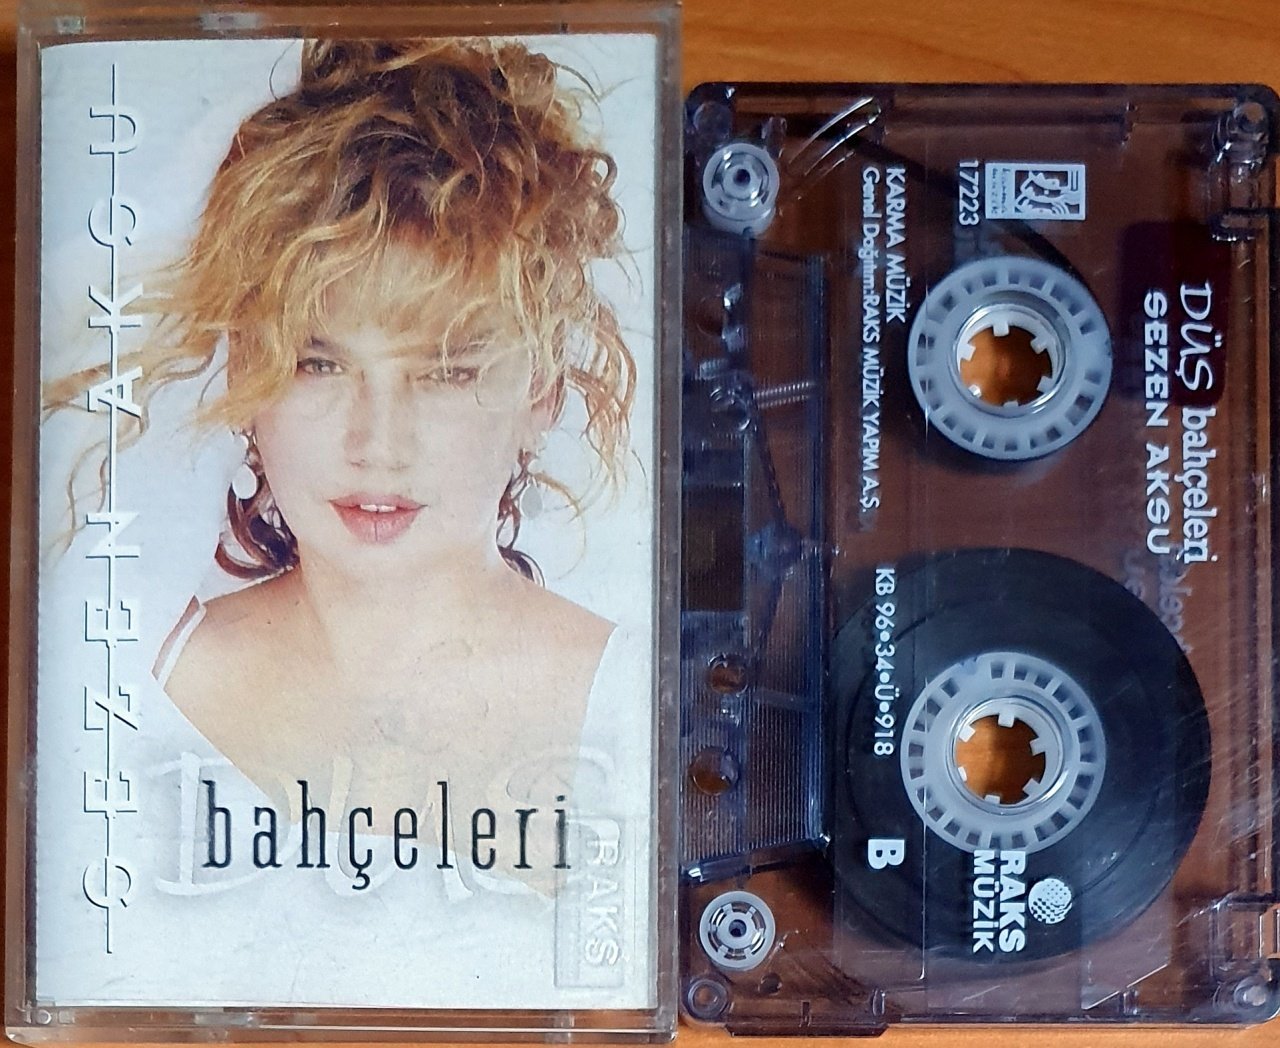 SEZEN AKSU
DÜŞ
bahçeleri
RAKS
DÜŞ bahçeleri
SEZEN AKSU
17223
KARMA MÜZİK
Genel Dağıtım:RAKS MÜZİK YAPIM A.Ş.
KB 96•34•Ü•918
B
RAKS
MÜZİK